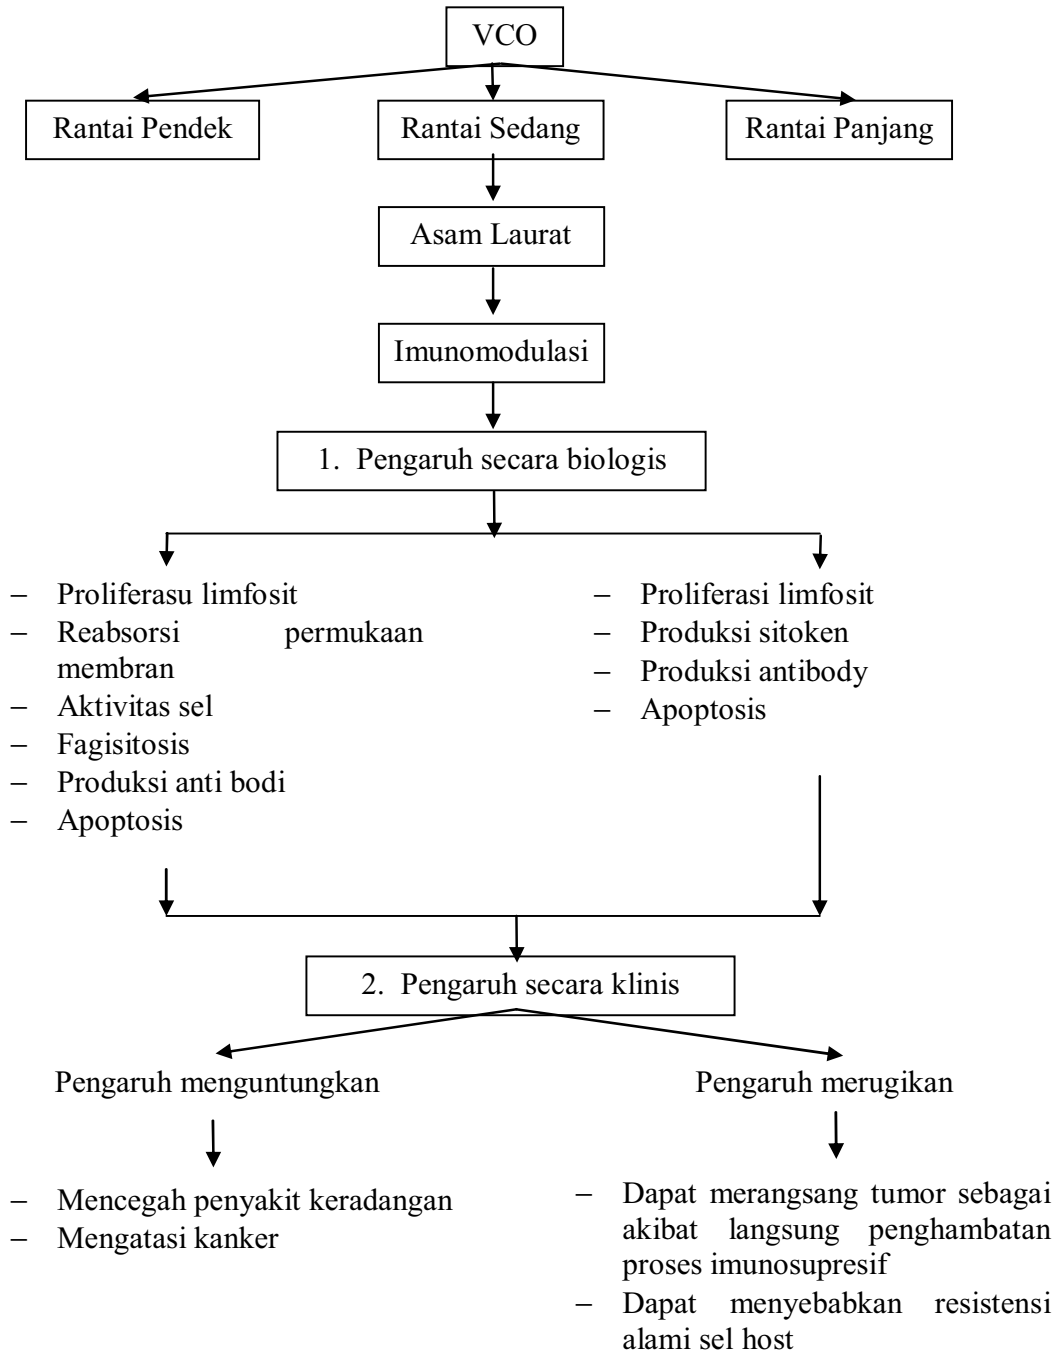 VCO
Rantai Pendek
Rantai Sedang
Rantai Panjang
Asam Laurat
Imunomodulasi
1. Pengaruh secara biologis
– Proliferasu limfosit
– Reabsorsi permukaan
membran
– Aktivitas sel
– Fagisitosis
– Produksi anti bodi
– Apoptosis
– Proliferasi limfosit
– Produksi sitoken
– Produksi antibody
– Apoptosis
2. Pengaruh secara klinis
Pengaruh menguntungkan
Pengaruh merugikan
– Mencegah penyakit keradangan
– Mengatasi kanker
– Dapat merangsang tumor sebagai
akibat langsung penghambatan
proses imunosupresif
– Dapat menyebabkan resistensi
alami sel host